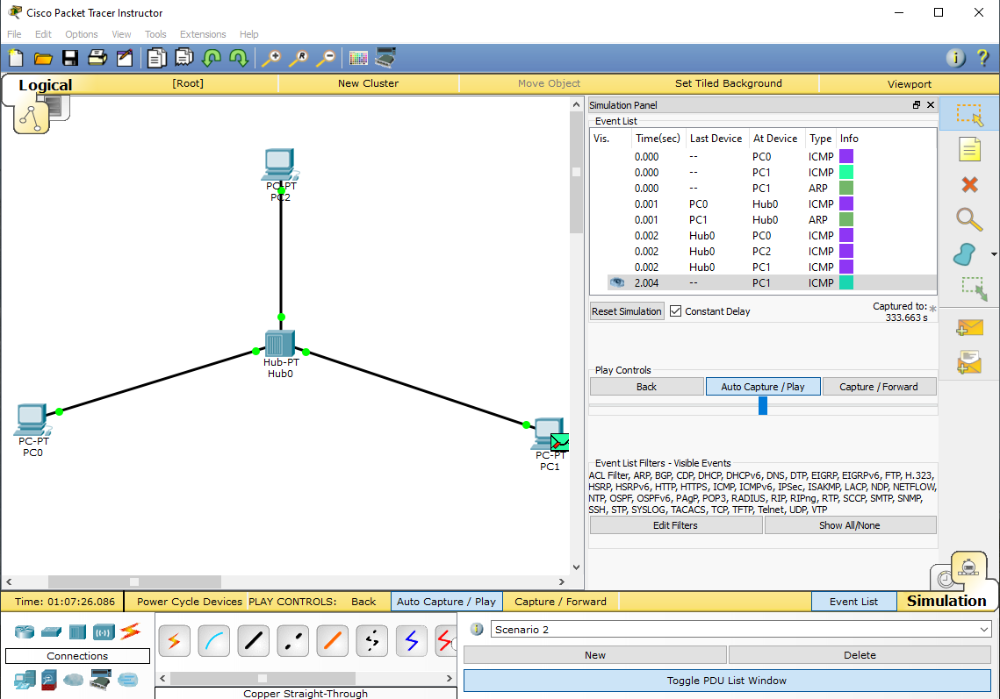 Cisco Packet Tracer Instructor
File Edit Options View Tools Extensions Help
Logical [Root] New Cluster Move Object Set Tiled Background Viewport
PC-PT
PC2
Hub-PT
Hub0
PC-PT
PC0
PC-PT
PC1
Simulation Panel
Event List
Vis. Time(sec) Last Device At Device Type Info
0.000 -- PC0 ICMP
0.000 -- PC1 ICMP
0.000 -- PC1 ARP
0.001 PC0 Hub0 ICMP
0.001 PC1 Hub0 ARP
0.002 Hub0 PC0 ICMP
0.002 Hub0 PC2 ICMP
0.002 Hub0 PC1 ICMP
2.004 -- PC1 ICMP
Reset Simulation Constant Delay Captured to: *
333.663 s
Play Controls
Back Auto Capture / Play Capture / Forward
Event List Filters - Visible Events
ACL Filter, ARP, BGP, CDP, DHCP, DHCPv6, DNS, DTP, EIGRP, EIGRPv6, FTP, H.323,
HSRP, HSRPv6, HTTP, HTTPS, ICMP, ICMPv6, IPSec, ISAKMP, LACP, NDP, NETFLOW,
NTP, OSPF, OSPFv6, PAgP, POP3, RADIUS, RIP, RIPng, RTP, SCCP, SMTP, SNMP,
SSH, STP, SYSLOG, TACACS, TCP, TFTP, Telnet, UDP, VTP
Edit Filters Show All/None
Time: 01:07:26.086 Power Cycle Devices PLAY CONTROLS: Back Auto Capture / Play Capture / Forward Event List Simulation
Connections
Copper Straight-Through
Scenario 2
New Delete
Toggle PDU List Window